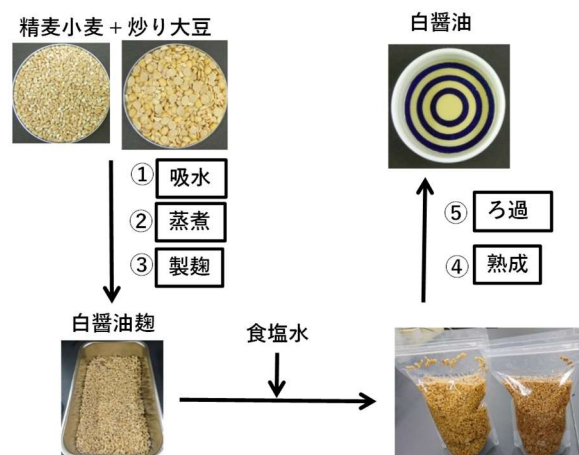 精麦小麦+炒り大豆
白醤油
① 吸水
② 蒸煮
③ 製麹
⑤ ろ過
④ 熟成
白醤油麹
食塩水